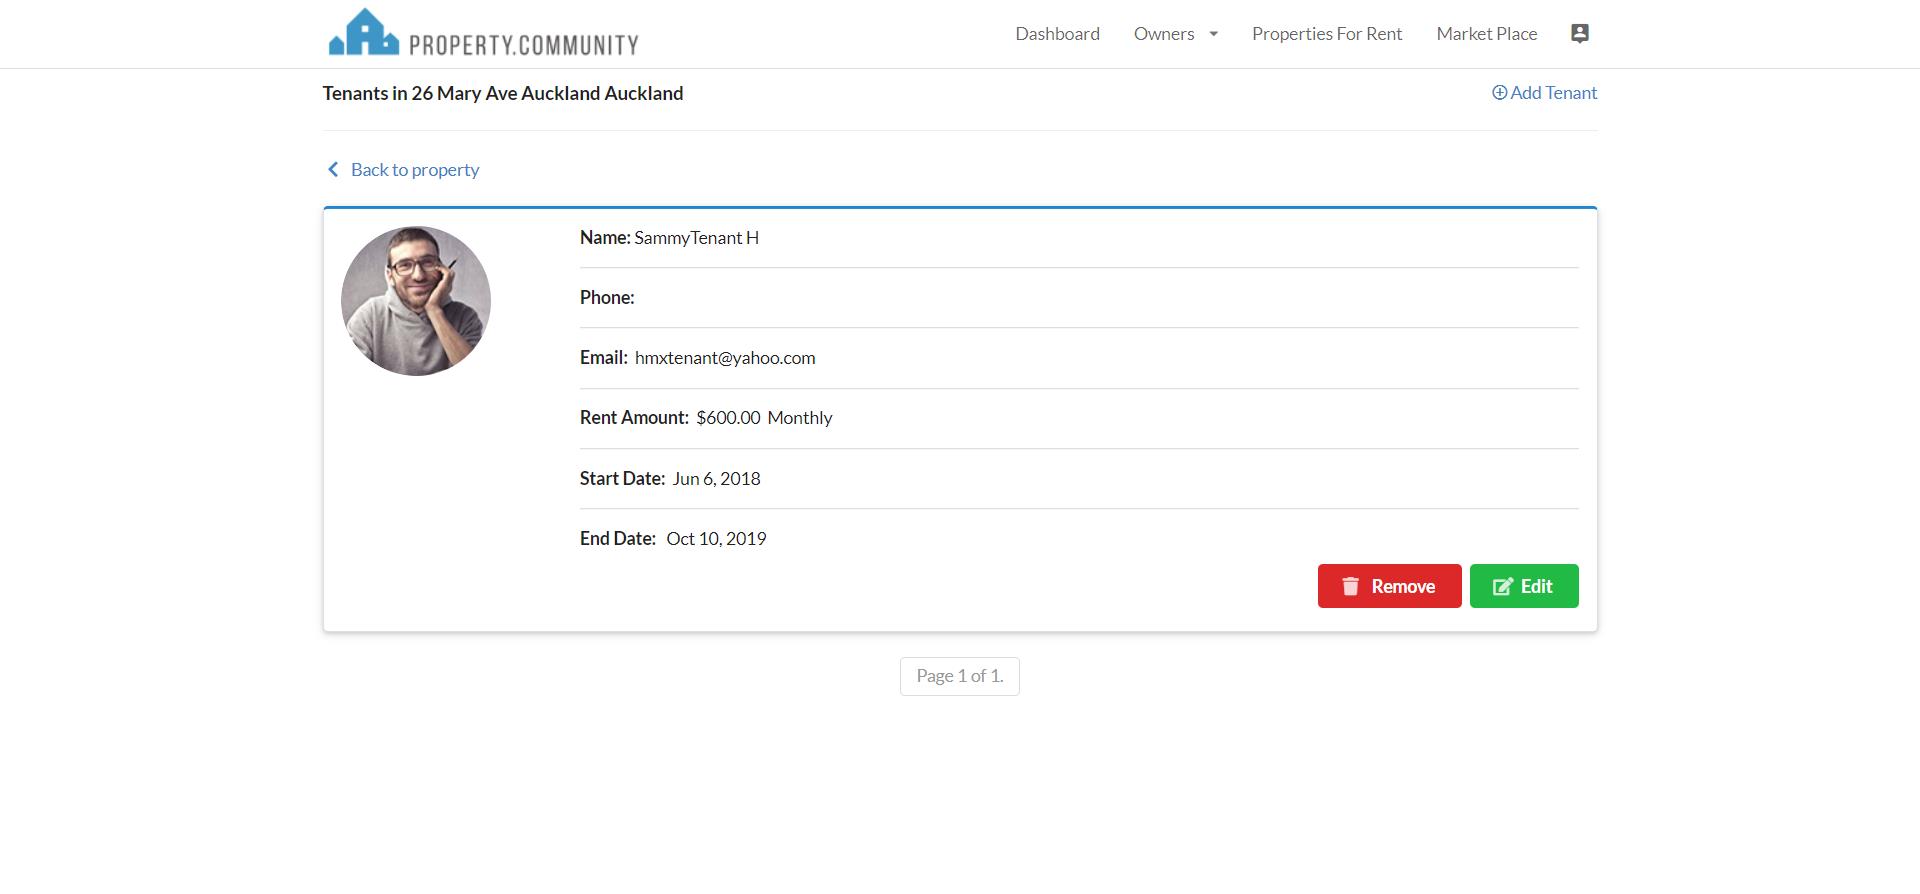 PROPERTY.COMMUNITY
Dashboard Owners Properties For Rent Market Place
Tenants in 26 Mary Ave Auckland Auckland
Add Tenant
Back to property
Name: SammyTenant H
Phone:
Email: hmxtenant@yahoo.com
Rent Amount: $600.00 Monthly
Start Date: Jun 6, 2018
End Date: Oct 10, 2019
Remove Edit
Page 1 of 1.